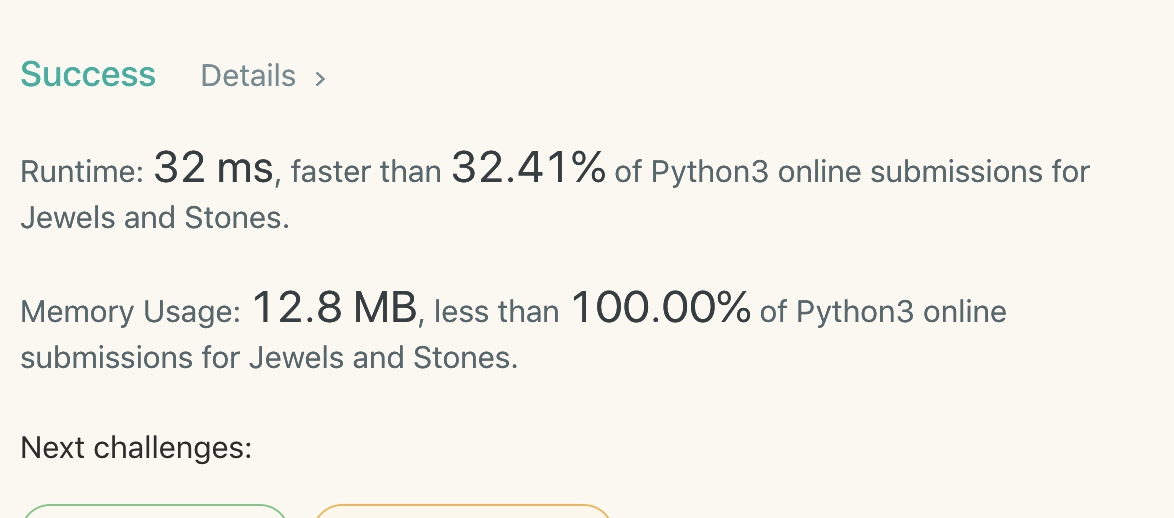 Success Details >
Runtime: 32 ms, faster than 32.41% of Python3 online submissions for
Jewels and Stones.
Memory Usage: 12.8 MB, less than 100.00% of Python3 online
submissions for Jewels and Stones.
Next challenges: